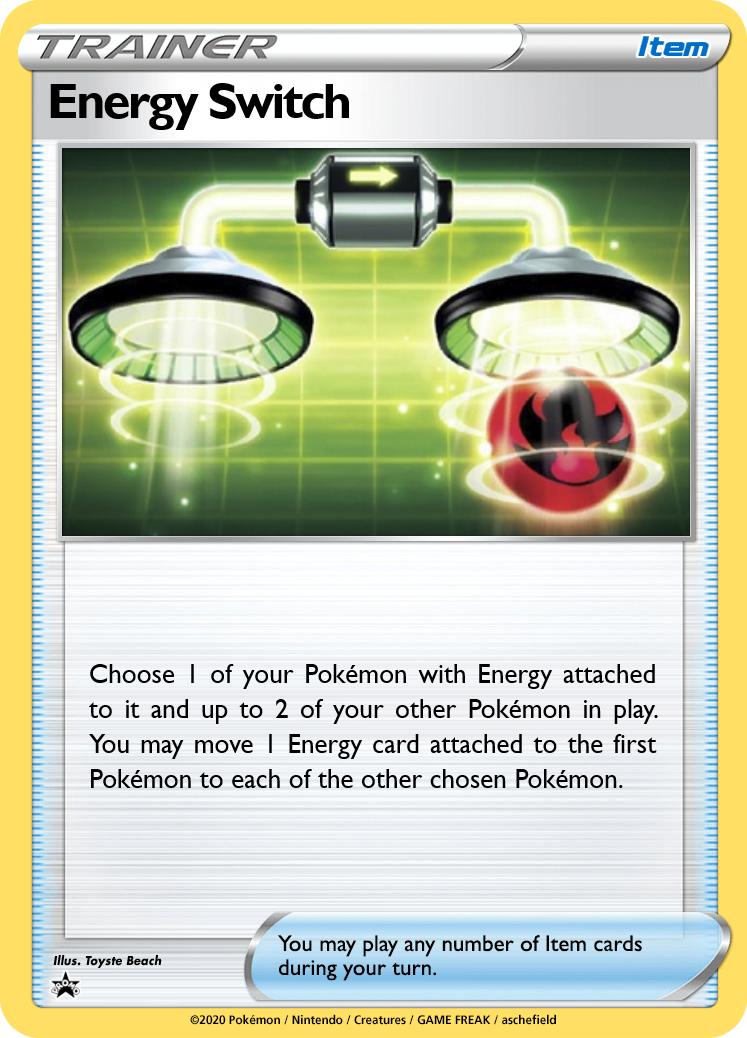 TRAINER
Item
Energy Switch
Choose 1 of your Pokémon with Energy attached
to it and up to 2 of your other Pokémon in play.
You may move 1 Energy card attached to the first
Pokémon to each of the other chosen Pokémon.
You may play any number of Item cards
during your turn.
Illus. Toyste Beach
PROMO
©2020 Pokémon / Nintendo / Creatures / GAME FREAK / aschefield